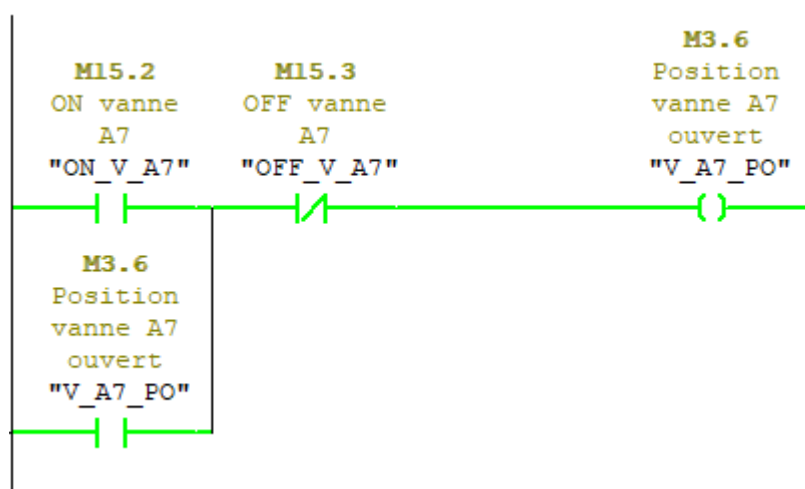 M15.2
ON vanne
A7
"ON_V_A7"
M15.3
OFF vanne
A7
"OFF_V_A7"
M3.6
Position
vanne A7
ouvert
"V_A7_PO"
M3.6
Position
vanne A7
ouvert
"V_A7_PO"